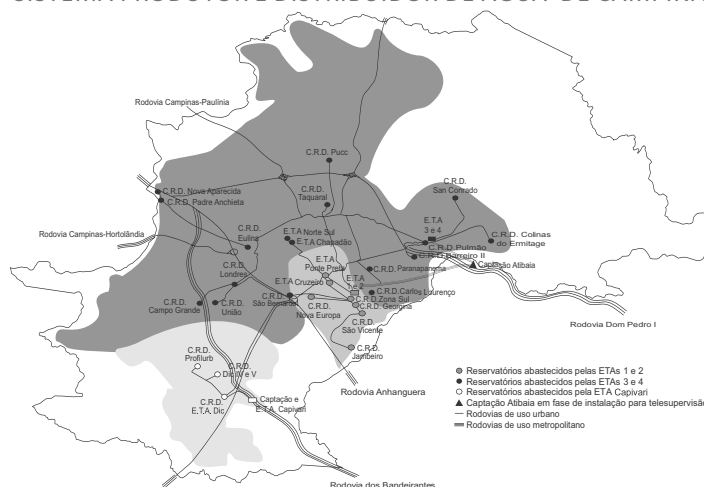 SISTEMA PRODUTOR E DISTRIBUIDOR DE ÁGUA DE CAMPINA
Rodovia Campinas-Paulínia
C.R.D. Pucc
C.R.D.
San Conrado
C.R.D. Nova Aparecida
C.R.D. Padre Anchieta
C.R.D.
Taquaral
Rodovia Campinas-Hortolândia
C.R.D.
Eulina
E.T.A Norte Sul
E.T.A Chapadão
E.T.A
3 e 4
C.R.D. Colinas
do Ermitage
C.R.D. Pulmão
C.R.D. Barreiro II
Captação Atibaia
C.R.D.
Londres
E.T.A
Ponte Preta
C.R.D. Paranapanema
E.T.A Cruzeiro
E.T.A
1 e 2
C.R.D. Carlos Lourenço
C.R.D.
Campo Grande
C.R.D.
União
C.R.D.
São Bernardo
C.R.D.
Nova Europa
C.R.D Zona Sul
C.R.D. Georgina
C.R.D.
São Vicente
Rodovia Dom Pedro I
C.R.D.
Jambeiro
C.R.D.
Profilurb
C.R.D.
Dic IV e V
Rodovia Anhanguera
C.R.D.
E.T.A. Dic
Captação e
E.T.A. Capivari
Reservatórios abastecidos pelas ETAs 1 e 2
Reservatórios abastecidos pelas ETAs 3 e 4
Reservatórios abastecidos pela ETA Capivari
Captação Atibaia em fase de instalação para telesupervisão
Rodovias de uso urbano
Rodovias de uso metropolitano
Rodovia dos Bandeirantes